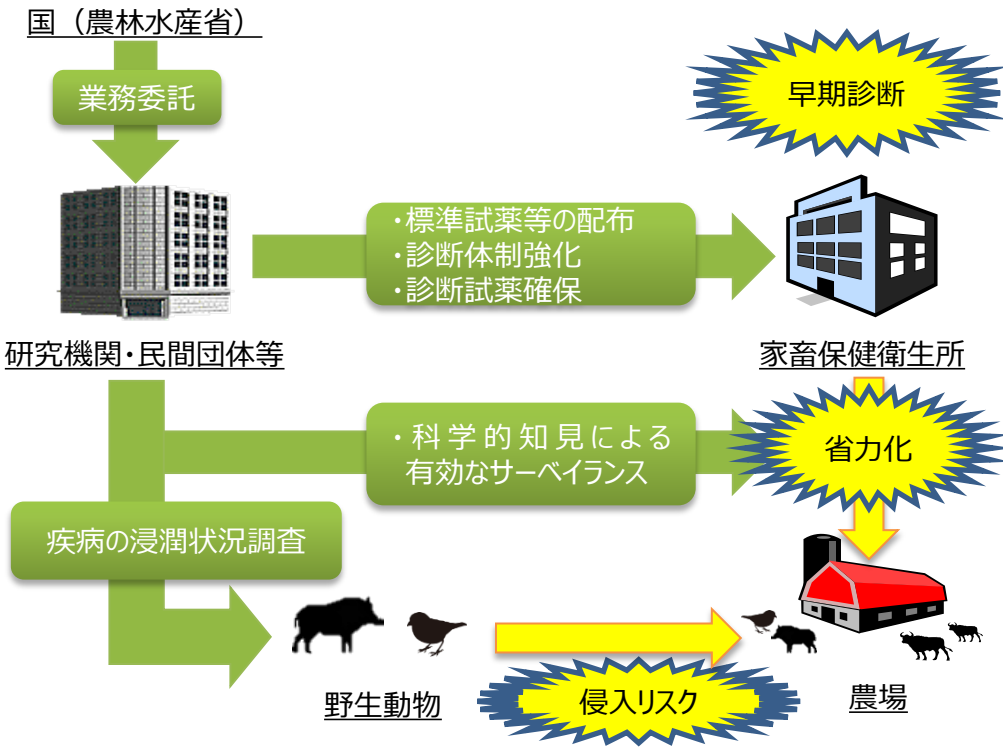 国（農林水産省）
業務委託
早期診断
・標準試薬等の配布
・診断体制強化
・診断試薬確保
研究機関・民間団体等
家畜保健衛生所
・科学的知見による
有効なサーベイランス
省力化
疾病の浸潤状況調査
野生動物
侵入リスク
農場